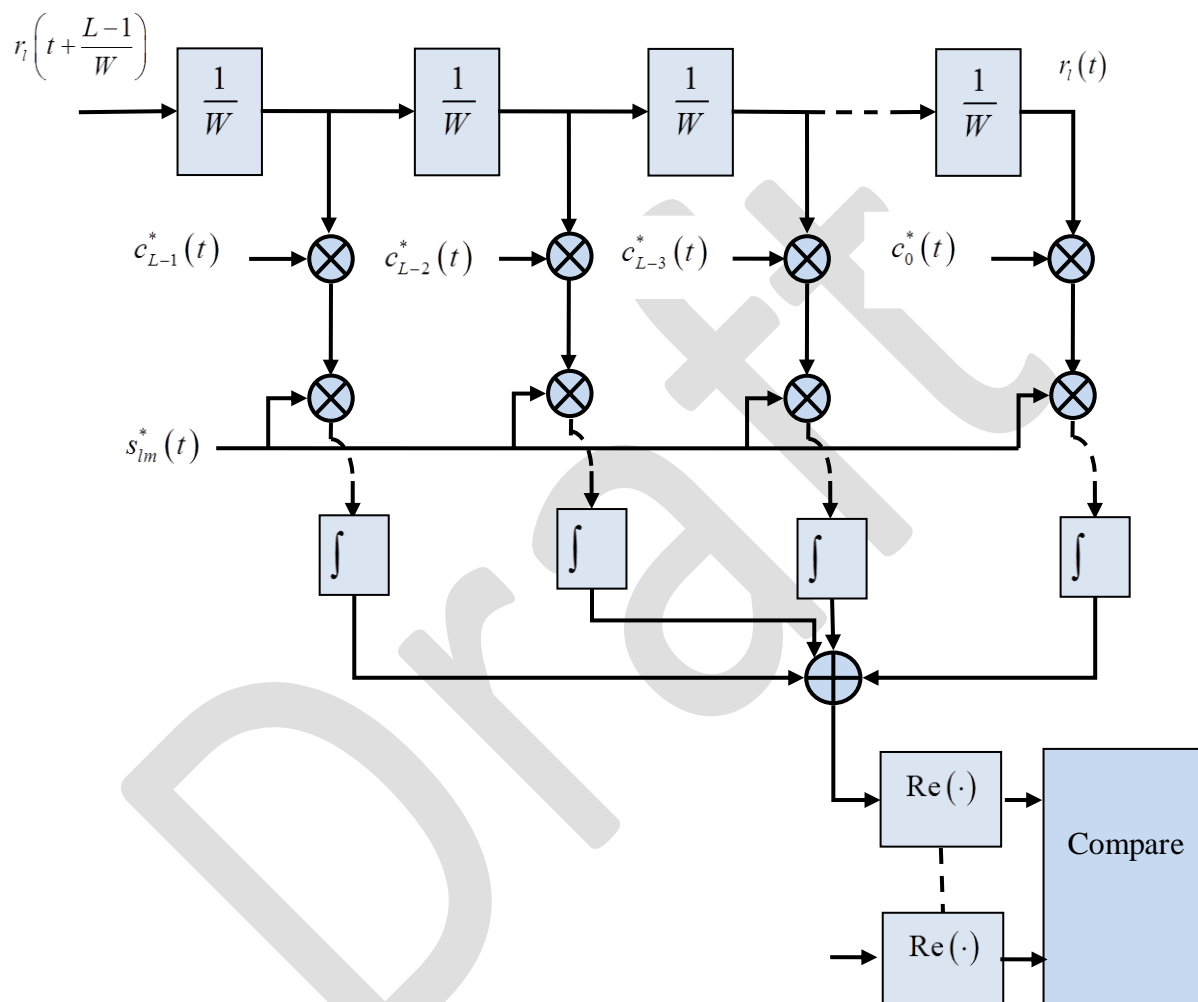 r_l(t + (L−1)/W)
1/W 1/W 1/W 1/W r_l(t)
c*_{L−1}(t) c*_{L−2}(t) c*_{L−3}(t) c*_0(t)
s*_{lm}(t)
∫ ∫ ∫ ∫
Re(·)
Compare
Re(·)
Draft